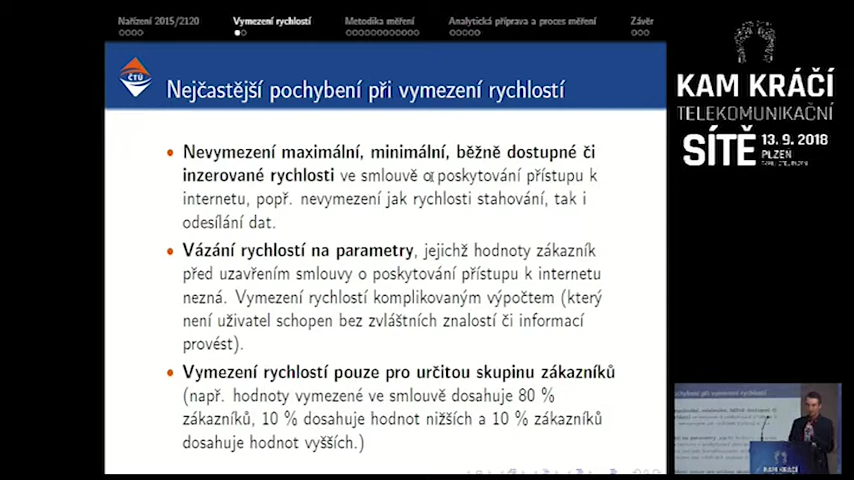 Nařízení 2015/2120
Vymezení rychlostí
Metodika měření
Analytická příprava a proces měření
Závěr
ČTÚ
Nejčastější pochybení při vymezení rychlostí
Nevymezení maximální, minimální, běžně dostupné či
inzerované rychlosti ve smlouvě o poskytování přístupu k
internetu, popř. nevymezení jak rychlosti stahování, tak i
odesílání dat.
Vázání rychlostí na parametry, jejichž hodnoty zákazník
před uzavřením smlouvy o poskytování přístupu k internetu
nezná. Vymezení rychlostí komplikovaným výpočtem (který
není uživatel schopen bez zvláštních znalostí či informací
provést).
Vymezení rychlostí pouze pro určitou skupinu zákazníků
(např. hodnoty vymezené ve smlouvě dosahuje 80 %
zákazníků, 10 % dosahuje hodnot nižších a 10 % zákazníků
dosahuje hodnot vyšších.)
KAM KRÁČÍ
TELEKOMUNIKAČNÍ
SÍTĚ
13. 9. 2018
PLZEN
KAM KRÁČÍ